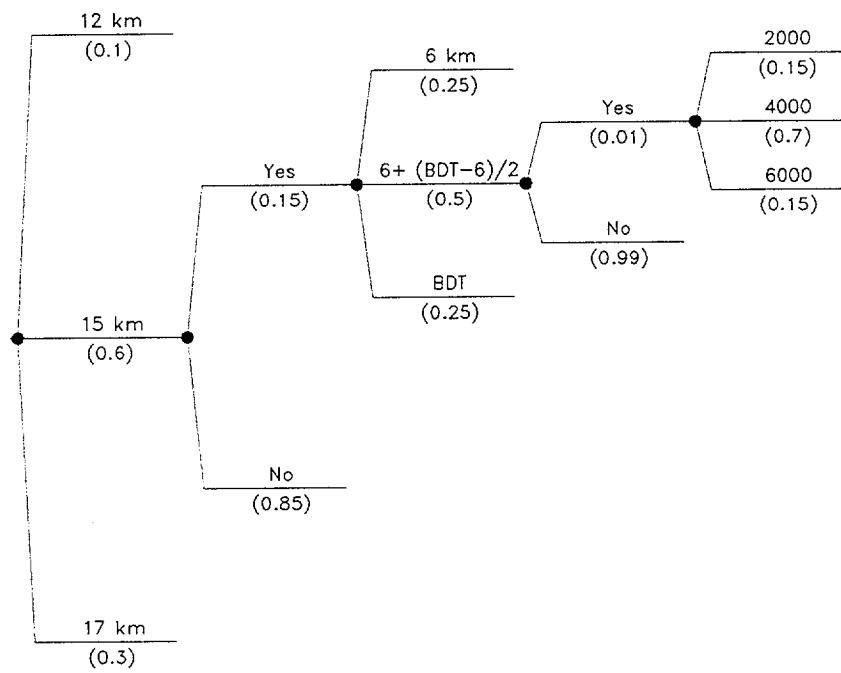 12 km
(0.1)
15 km
(0.6)
17 km
(0.3)
Yes
(0.15)
No
(0.85)
6 km
(0.25)
6+ (BDT-6)/2
(0.5)
BDT
(0.25)
Yes
(0.01)
No
(0.99)
2000
(0.15)
4000
(0.7)
6000
(0.15)